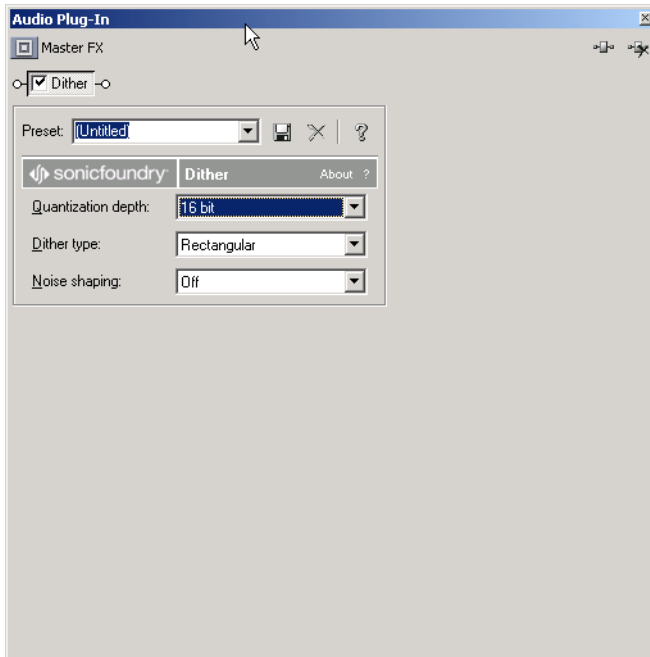 Audio Plug-In
Master FX
Dither
Preset: (Untitled)
sonicfoundry Dither About ?
Quantization depth: 16 bit
Dither type: Rectangular
Noise shaping: Off